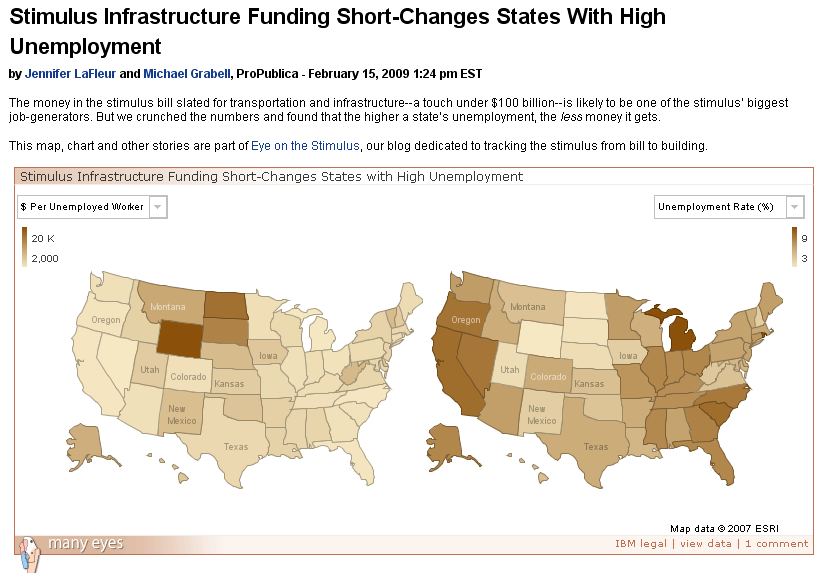 Stimulus Infrastructure Funding Short-Changes States With High
Unemployment
by Jennifer LaFleur and Michael Grabell, ProPublica - February 15, 2009 1:24 pm EST
The money in the stimulus bill slated for transportation and infrastructure--a touch under $100 billion--is likely to be one of the stimulus' biggest
job-generators. But we crunched the numbers and found that the higher a state's unemployment, the less money it gets.
This map, chart and other stories are part of Eye on the Stimulus, our blog dedicated to tracking the stimulus from bill to building.
Stimulus Infrastructure Funding Short-Changes States with High Unemployment
$ Per Unemployed Worker
Unemployment Rate (%)
20 K
2,000
9
3
Montana
Oregon
Iowa
Utah
Colorado
Kansas
New
Mexico
Texas
Montana
Oregon
Iowa
Utah
Colorado
Kansas
New
Mexico
Texas
Map data © 2007 ESRI
many eyes
IBM legal | view data | 1 comment